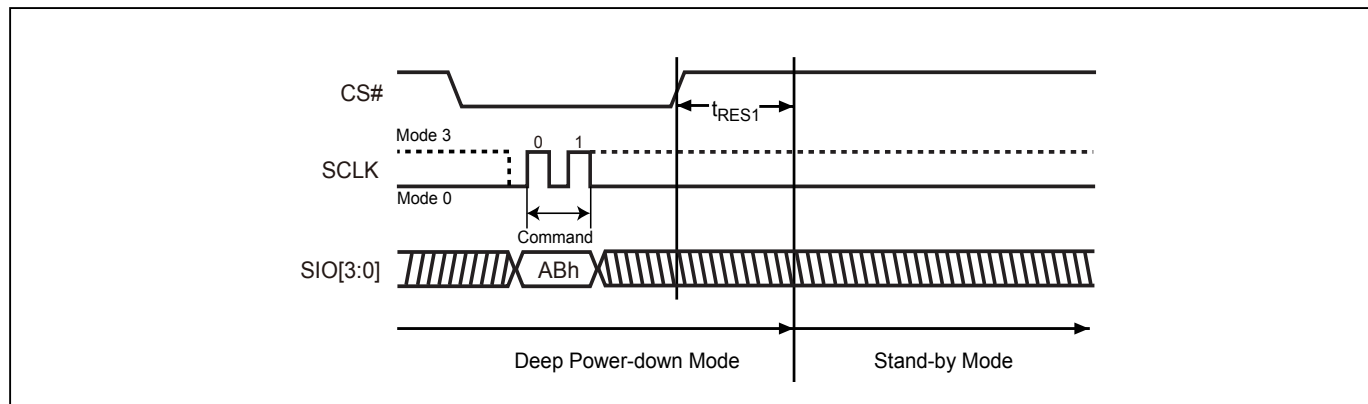 CS#
tRES1
Mode 3
0 1
SCLK
Mode 0
Command
SIO[3:0]
ABh
Deep Power-down Mode
Stand-by Mode